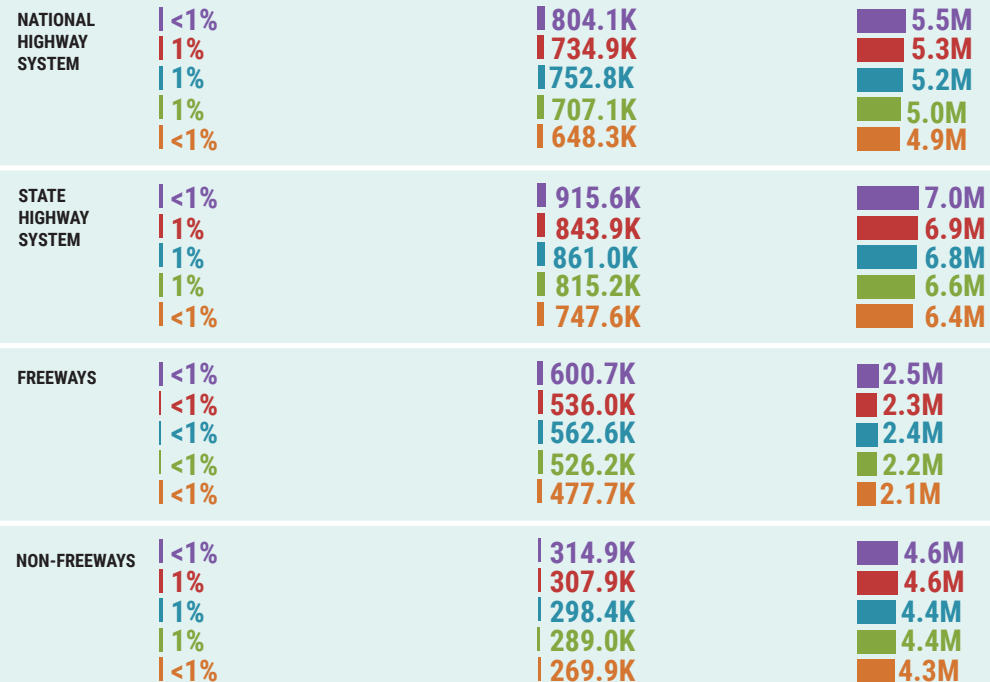 NATIONAL
HIGHWAY
SYSTEM
<1% 804.1K 5.5M
1% 734.9K 5.3M
1% 752.8K 5.2M
1% 707.1K 5.0M
<1% 648.3K 4.9M
STATE
HIGHWAY
SYSTEM
<1% 915.6K 7.0M
1% 843.9K 6.9M
1% 861.0K 6.8M
1% 815.2K 6.6M
<1% 747.6K 6.4M
FREEWAYS
<1% 600.7K 2.5M
<1% 536.0K 2.3M
<1% 562.6K 2.4M
<1% 526.2K 2.2M
<1% 477.7K 2.1M
NON-FREEWAYS
<1% 314.9K 4.6M
1% 307.9K 4.6M
1% 298.4K 4.4M
1% 289.0K 4.4M
<1% 269.9K 4.3M